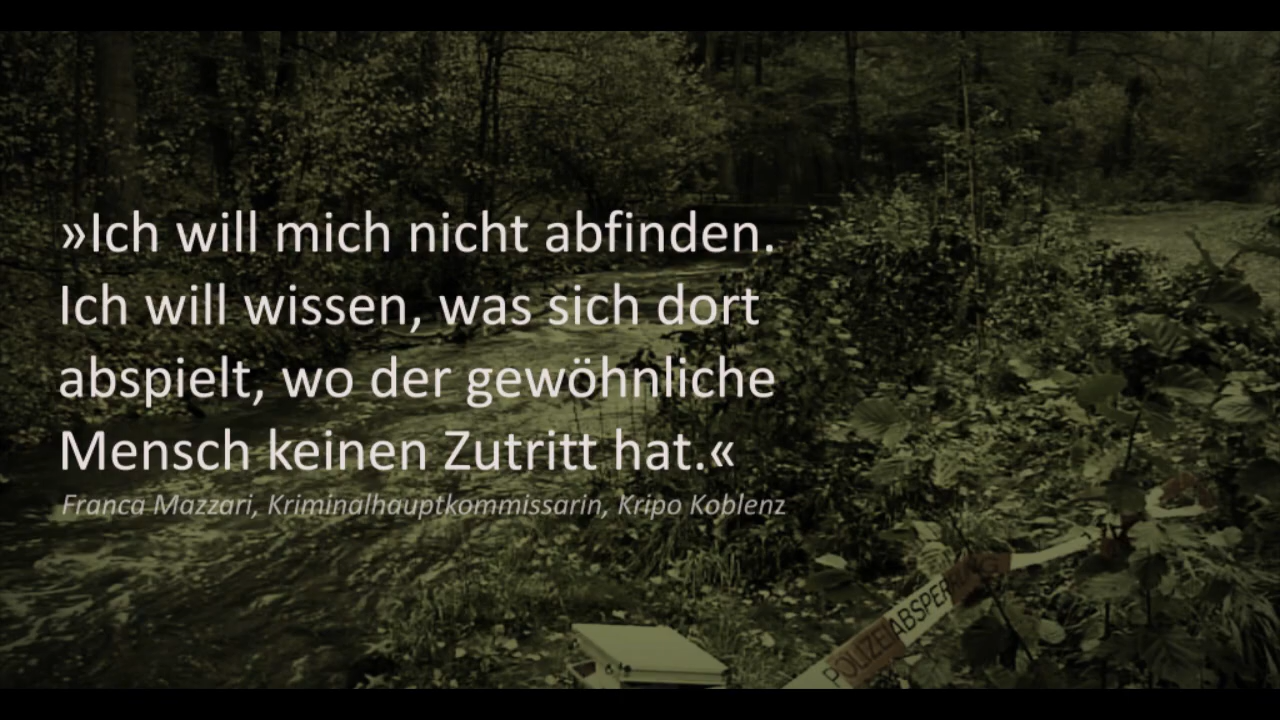 »Ich will mich nicht abfinden.
Ich will wissen, was sich dort
abspielt, wo der gewöhnliche
Mensch keinen Zutritt hat.«
Franca Mazzari, Kriminalhauptkommissarin, Kripo Koblenz
POLIZEIABSPERRUNG